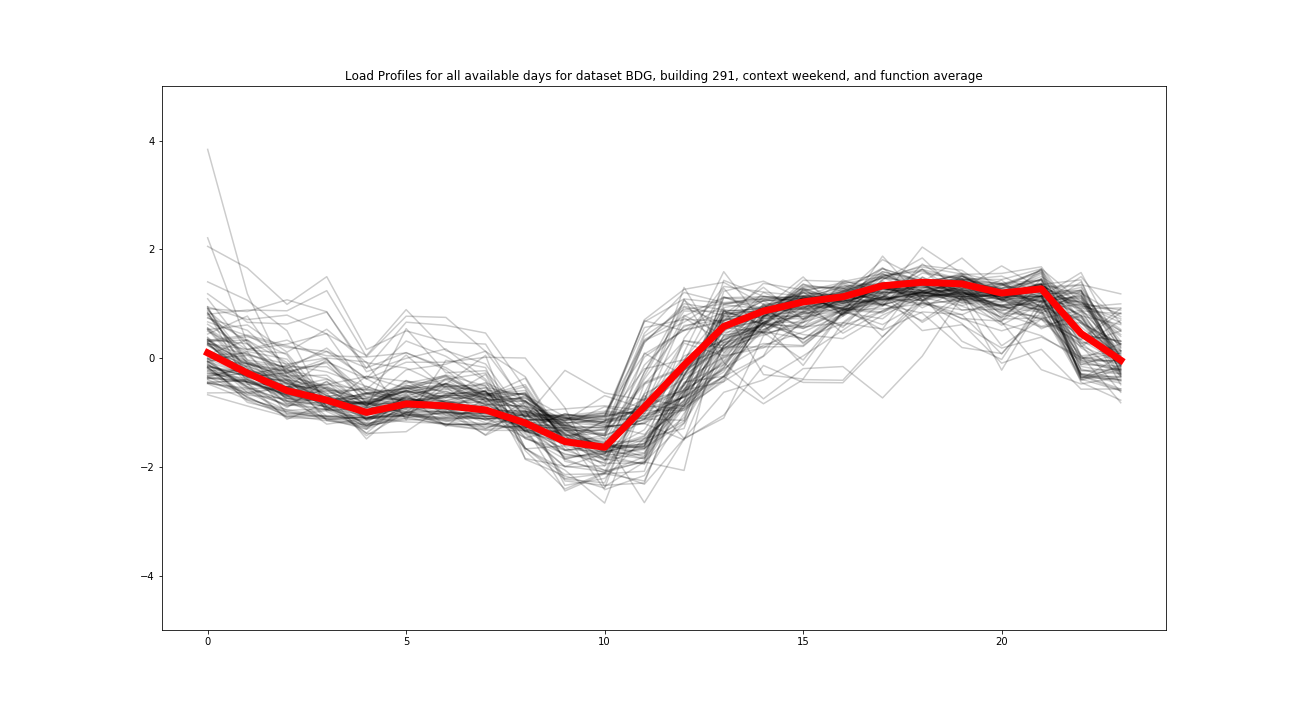 Load Profiles for all available days for dataset BDG, building 291, context weekend, and function average
4
2
0
−2
−4
0 5 10 15 20